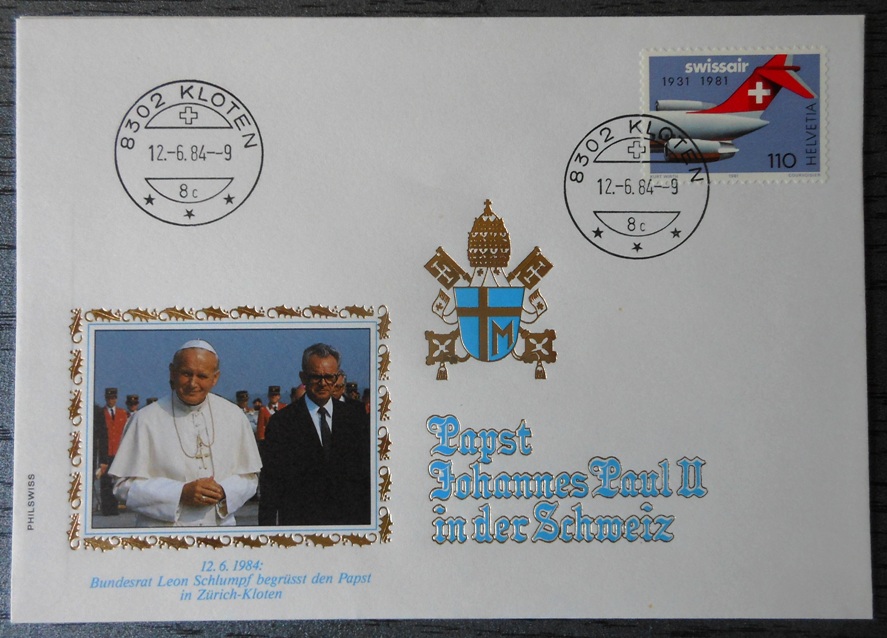 8302 KLOTEN
12.-6.84--9
8c
swissair
1931 1981
HELVETIA
110
8302 KLOTEN
12.-6.84--9
8c
M
Papst
Johannes Paul II
in der Schweiz
PHILSWISS
12.6.1984:
Bundesrat Leon Schlumpf begrüsst den Papst
in Zürich-Kloten